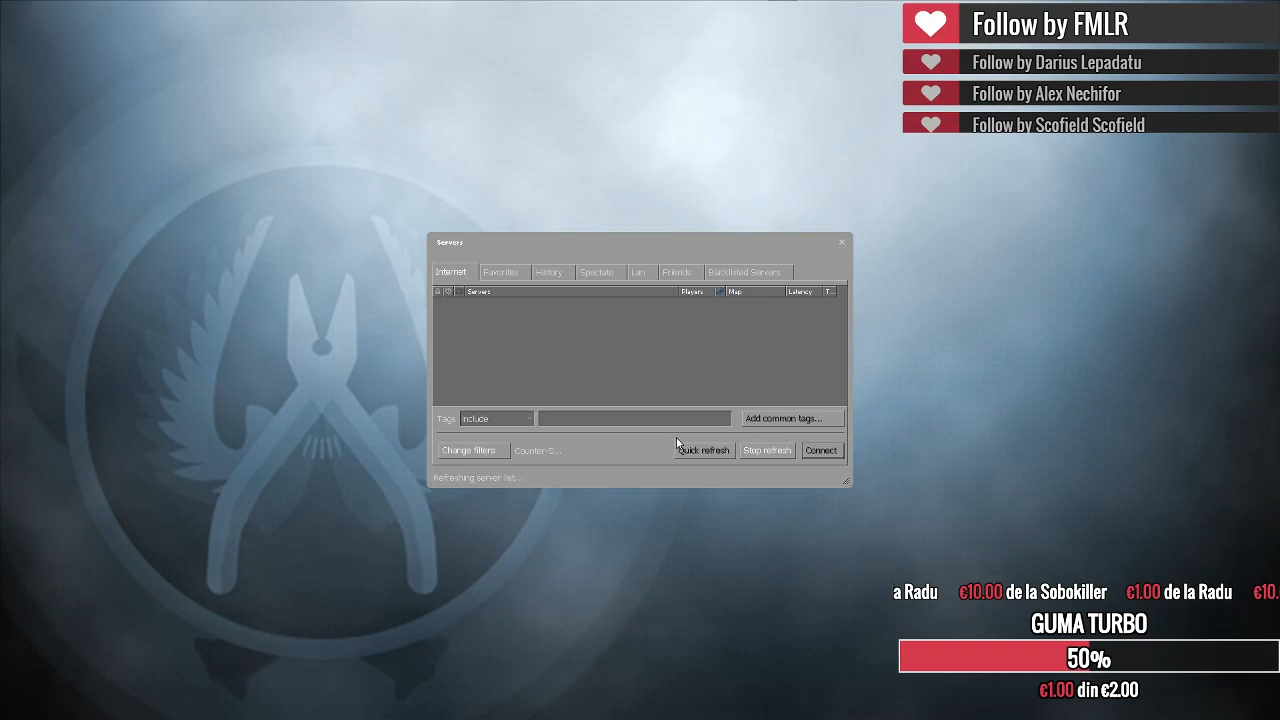 Follow by FMLR
Follow by Darius Lepadatu
Follow by Alex Nechifor
Follow by Scofield Scofield
Servers
Internet Favorites History Spectate Lan Friends Blacklisted Servers
Servers Players Map Latency T...
Tags Include Add common tags...
Change filters Counter-S... Quick refresh Stop refresh Connect
Refreshing server list...
a Radu €10.00 de la Sobokiller €1.00 de la Radu €10.
GUMA TURBO
50%
€1.00 din €2.00